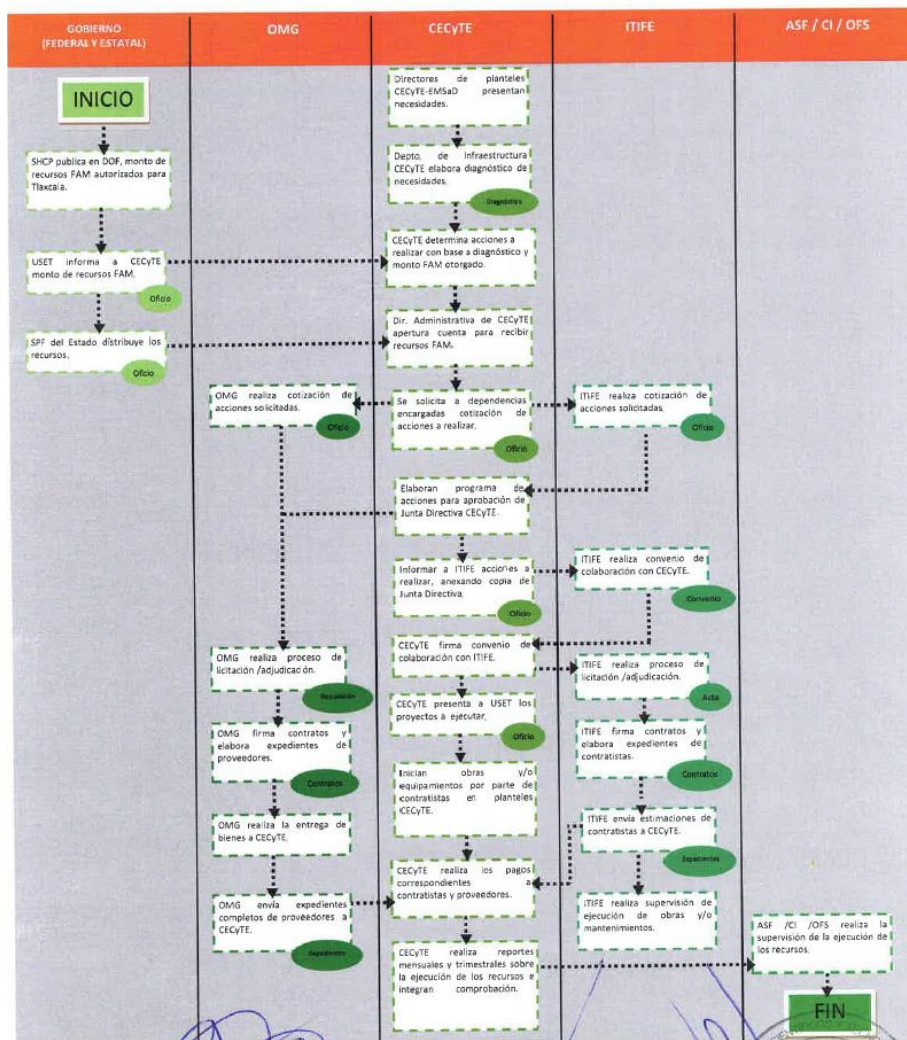 GOBIERNO
(FEDERAL Y ESTATAL)
OMG
CECyTE
ITIFE
ASF / CI / OFS
INICIO
SHCP publica en DOF, monto de
recursos FAM autorizados para
Tlaxcala.
USET informa a CECyTE
monto de recursos FAM.
Oficio
SPF del Estado distribuye los
recursos.
Oficio
Directores de planteles
CECyTE-EMSaD presentan
necesidades.
Depto. de Infraestructura
CECyTE elabora diagnóstico de
necesidades.
Diagnóstico
CECyTE determina acciones a
realizar con base a diagnóstico y
monto FAM otorgado.
Dir. Administrativa de CECyTE
apertura cuenta para recibir
recursos FAM.
Se solicita a dependencias
encargadas cotización de
acciones a realizar.
Oficio
OMG realiza cotización de
acciones solicitadas.
Oficio
ITIFE realiza cotización de
acciones solicitadas.
Oficio
Elaboran programa de
acciones para aprobación de
Junta Directiva CECyTE.
Informar a ITIFE acciones a
realizar, anexando copia de
Junta Directiva.
Oficio
ITIFE realiza convenio de
colaboración con CECyTE.
Convenio
CECyTE firma convenio de
colaboración con ITIFE.
OMG realiza proceso de
licitación /adjudicación.
ITIFE realiza proceso de
licitación /adjudicación.
Acta
CECyTE presenta a USET los
proyectos a ejecutar.
Oficio
OMG firma contratos y
elabora expedientes de
proveedores.
Contratos
ITIFE firma contratos y
elabora expedientes de
contratistas.
Contratos
Inician obras y/o
equipamientos por parte de
contratistas en planteles
CECyTE.
OMG realiza la entrega de
bienes a CECyTE.
ITIFE envía estimaciones de
contratistas a CECyTE.
Expedientes
CECyTE realiza los pagos
correspondientes a
contratistas y proveedores.
OMG envía expedientes
completos de proveedores a
CECyTE.
Expedientes
ITIFE realiza supervisión de
ejecución de obras y/o
mantenimientos.
CECyTE realiza reportes
mensuales y trimestrales sobre
la ejecución de los recursos e
integran comprobación.
ASF /CI /OFS realiza la
supervisión de la ejecución de
los recursos.
FIN